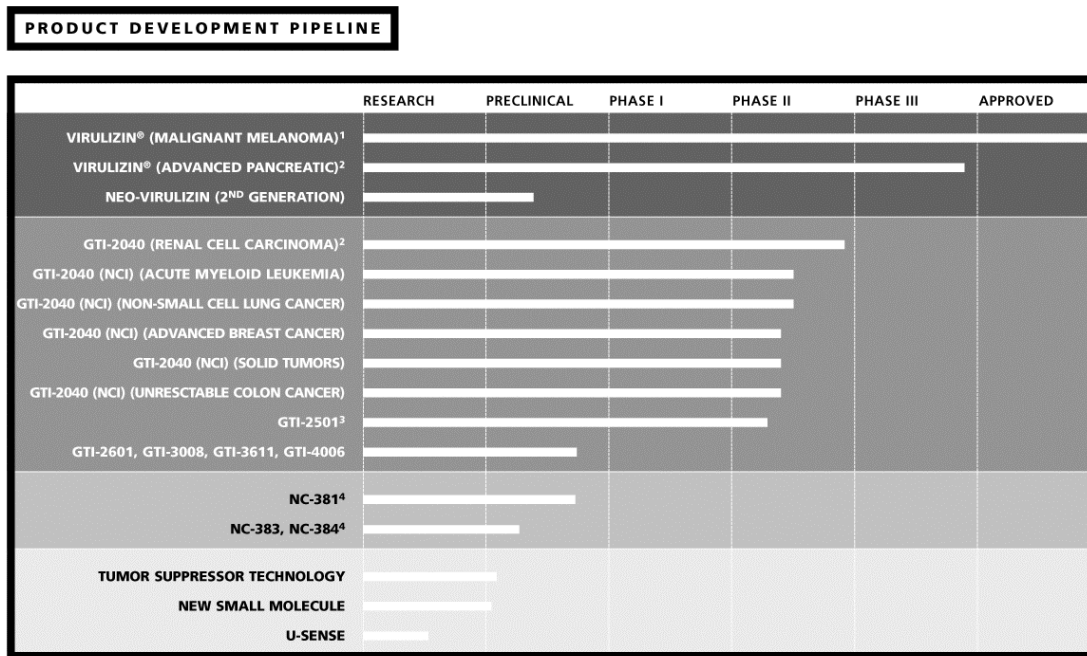 PRODUCT DEVELOPMENT PIPELINE
RESEARCH PRECLINICAL PHASE I PHASE II PHASE III APPROVED
VIRULIZIN® (MALIGNANT MELANOMA)¹
VIRULIZIN® (ADVANCED PANCREATIC)²
NEO-VIRULIZIN (2ND GENERATION)
GTI-2040 (RENAL CELL CARCINOMA)²
GTI-2040 (NCI) (ACUTE MYELOID LEUKEMIA)
GTI-2040 (NCI) (NON-SMALL CELL LUNG CANCER)
GTI-2040 (NCI) (ADVANCED BREAST CANCER)
GTI-2040 (NCI) (SOLID TUMORS)
GTI-2040 (NCI) (UNRESCTABLE COLON CANCER)
GTI-2501³
GTI-2601, GTI-3008, GTI-3611, GTI-4006
NC-381⁴
NC-383, NC-384⁴
TUMOR SUPPRESSOR TECHNOLOGY
NEW SMALL MOLECULE
U-SENSE